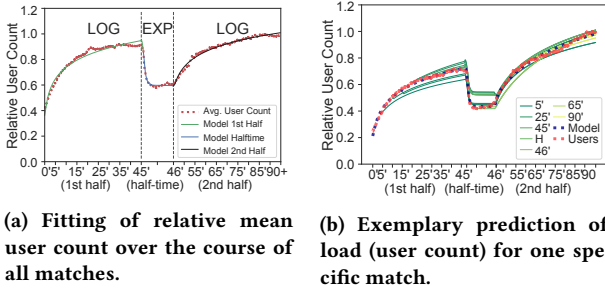 LOG EXP LOG
Relative User Count
1.2
1.0
0.8
0.6
0.4
0.2
0.0
Avg. User Count
Model 1st Half
Model Halftime
Model 2nd Half
0'5' 15' 25' 35' 45' 46' 55' 65' 75' 85'90+
(1st half) (half-time) (2nd half)
(a) Fitting of relative mean
user count over the course of
all matches.
Relative User Count
1.2
1.0
0.8
0.6
0.4
0.2
0.0
5' 65'
25' 90'
45' Model
H Users
46'
0'5' 15' 25' 35' 45' 46' 55' 65' 75' 85'95'
(1st half) (half-time) (2nd half)
(b) Exemplary prediction of
load (user count) for one spe-
cific match.